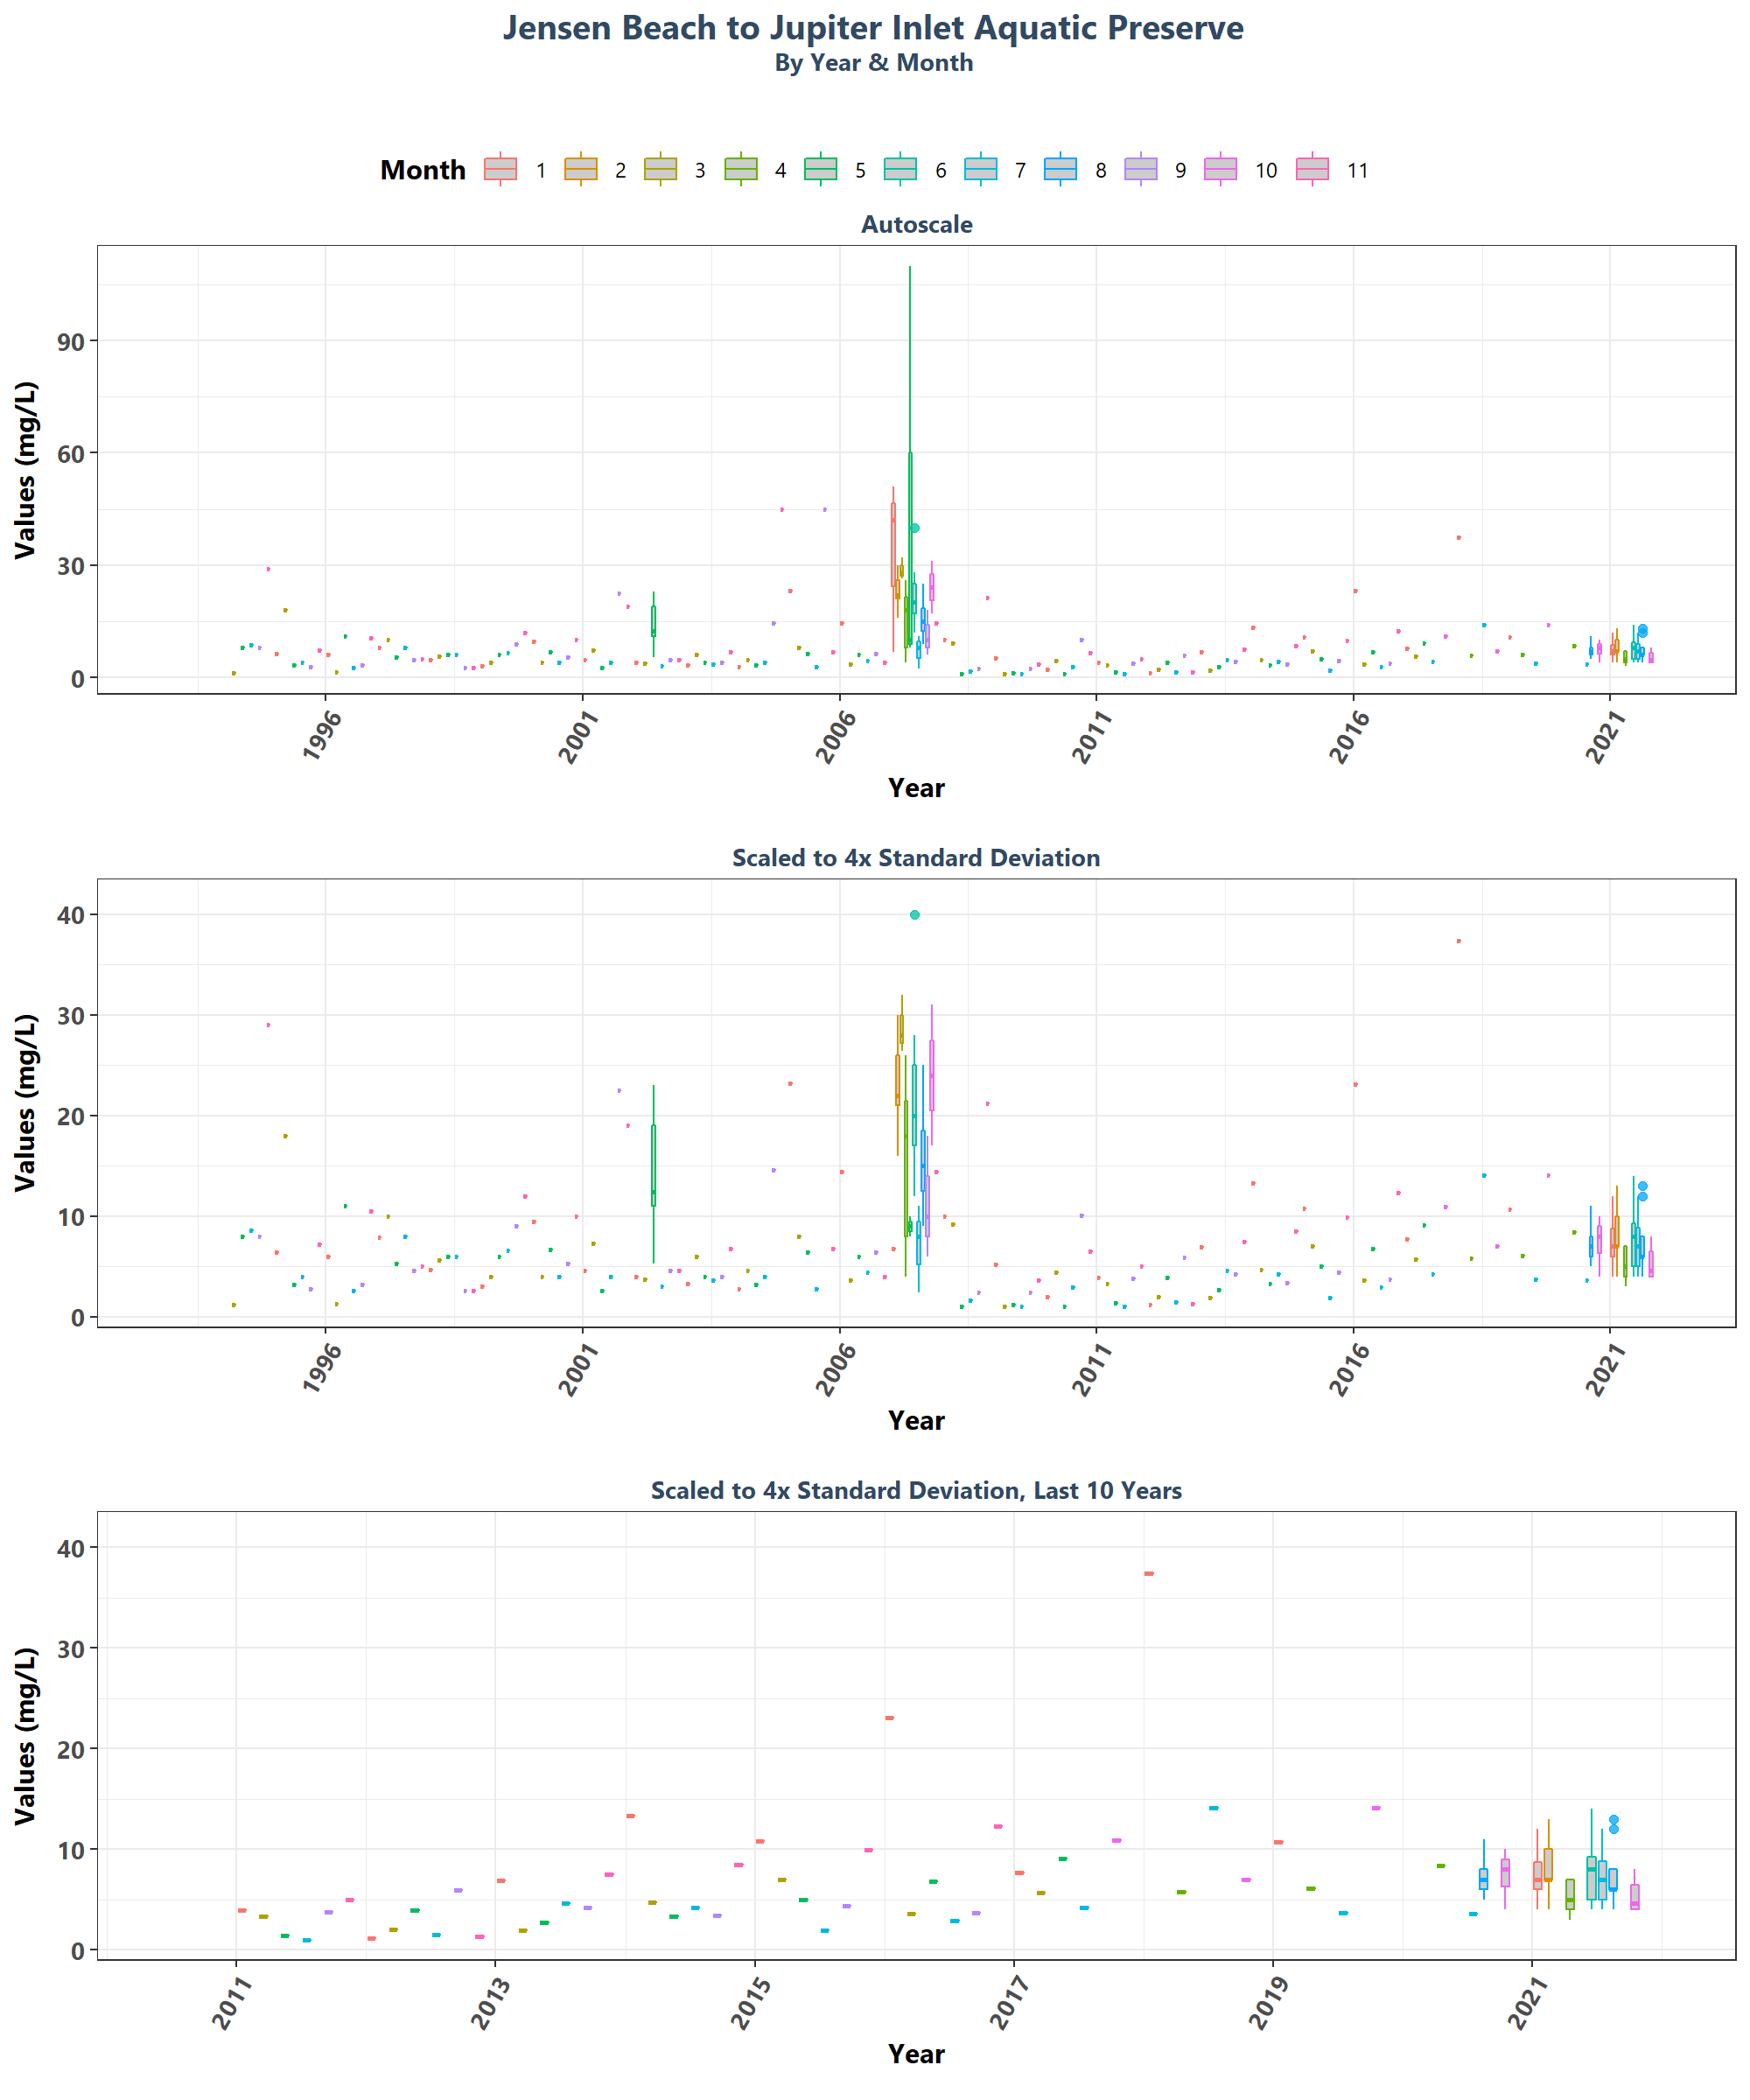 Jensen Beach to Jupiter Inlet Aquatic Preserve
By Year & Month
Month 1 2 3 4 5 6 7 8 9 10 11
Autoscale
Values (mg/L)
90
60
30
0
1996 2001 2006 2011 2016 2021
Year
Scaled to 4x Standard Deviation
Values (mg/L)
40
30
20
10
0
1996 2001 2006 2011 2016 2021
Year
Scaled to 4x Standard Deviation, Last 10 Years
Values (mg/L)
40
30
20
10
0
2011 2013 2015 2017 2019 2021
Year